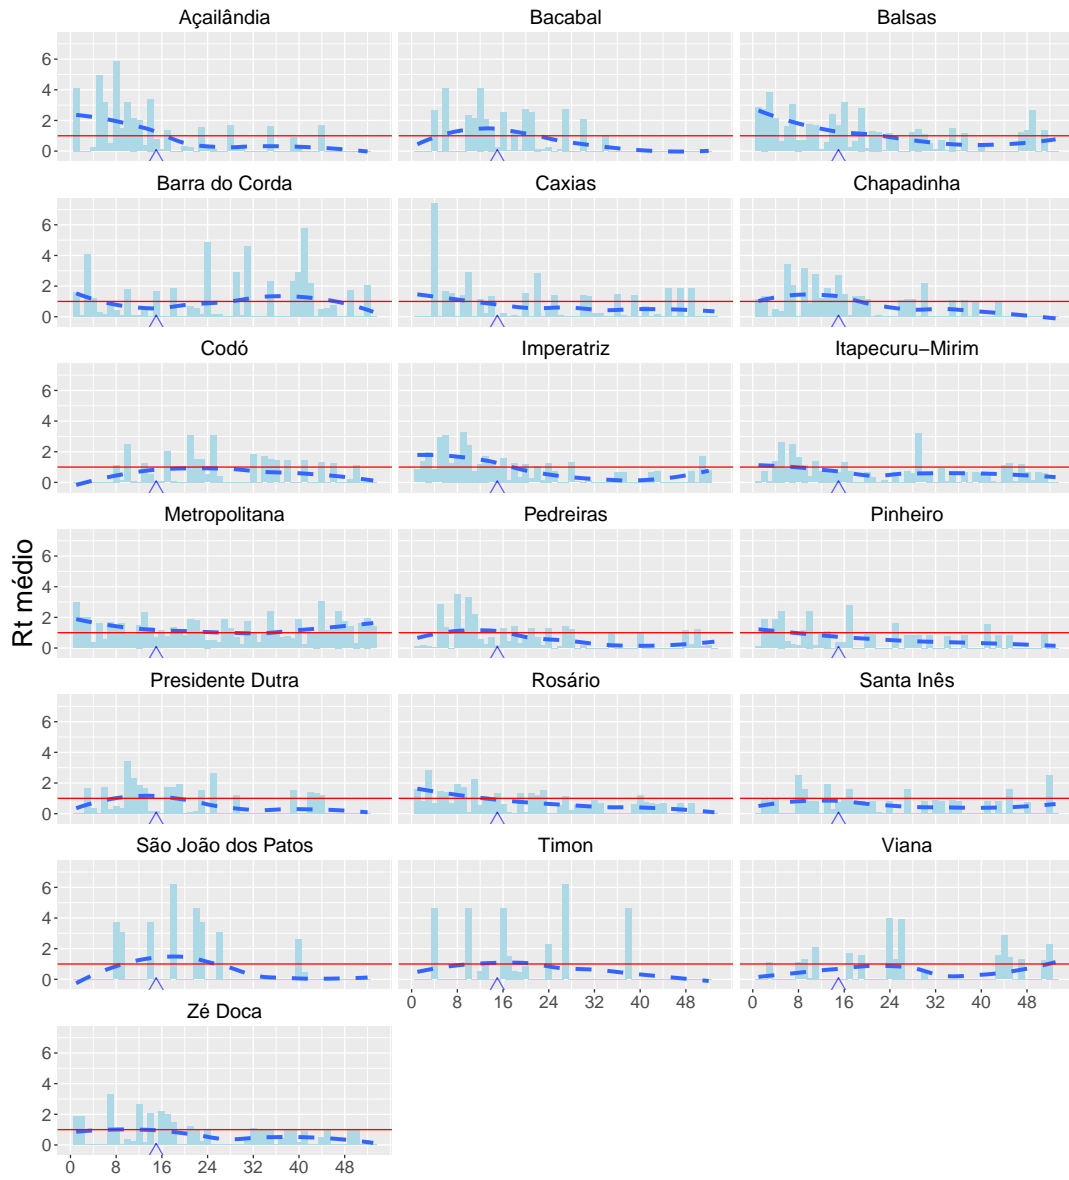 Açailândia Bacabal Balsas
6
4
2
0
Barra do Corda Caxias Chapadinha
6
4
2
0
Codó Imperatriz Itapecuru−Mirim
6
4
2
0
Metropolitana Pedreiras Pinheiro
Rt médio
6
4
2
0
Presidente Dutra Rosário Santa Inês
6
4
2
0
São João dos Patos Timon Viana
6
4
2
0
0 8 16 24 32 40 48 0 8 16 24 32 40 48
Zé Doca
6
4
2
0
0 8 16 24 32 40 48